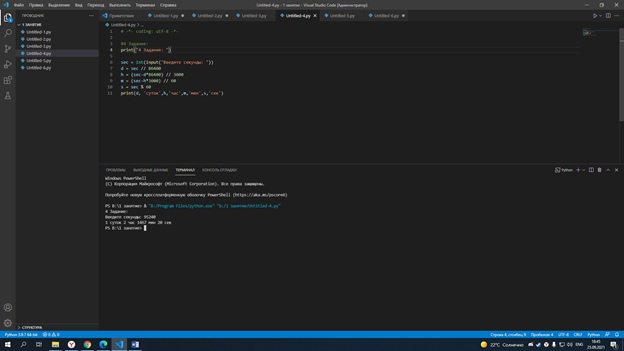 Файл Правка Выделение Вид Переход Выполнить Терминал Справка
Untitled-4.py - 1 занятие - Visual Studio Code [Администратор]
ПРОВОДНИК
Приветствие Untitled-1.py Untitled-2.py Untitled-3.py Untitled-4.py Untitled-5.py Untitled-6.py
1 ЗАНЯТИЕ
Untitled-1.py
Untitled-2.py
Untitled-3.py
Untitled-4.py
Untitled-5.py
Untitled-6.py
Untitled-4.py > ...
1 # -*- coding: utf-8 -*-
2
3 #4 Задание:
4 print("4 Задание: ")
5
6 sec = int(input("Введите секунды: "))
7 d = sec // 86400
8 h = (sec-d*86400) // 3600
9 m = (sec-h*3600) // 60
10 s = sec % 60
11 print(d, 'суток',h,'час',m,'мин',s,'сек')
ПРОБЛЕМЫ ВЫХОДНЫЕ ДАННЫЕ ТЕРМИНАЛ КОНСОЛЬ ОТЛАДКИ
Python
Windows PowerShell
(C) Корпорация Майкрософт (Microsoft Corporation). Все права защищены.
Попробуйте новую кроссплатформенную оболочку PowerShell (https://aka.ms/pscore6)
PS D:\1 занятие> & "D:/Program Files/python.exe" "d:/1 занятие/Untitled-4.py"
4 Задание:
Введите секунды: 95240
1 суток 2 час 1467 мин 20 сек
PS D:\1 занятие>
СТРУКТУРА
Python 3.9.7 64-bit 0 0
Строка 4, столбец 9 Пробелов: 4 UTF-8 CRLF Python
22°C Солнечно
ENG
18:45
23.09.2021